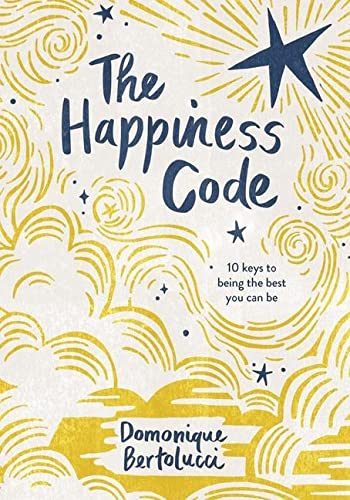 The
Happiness
Code
10 keys to
being the best
you can be
Domonique
Bertolucci